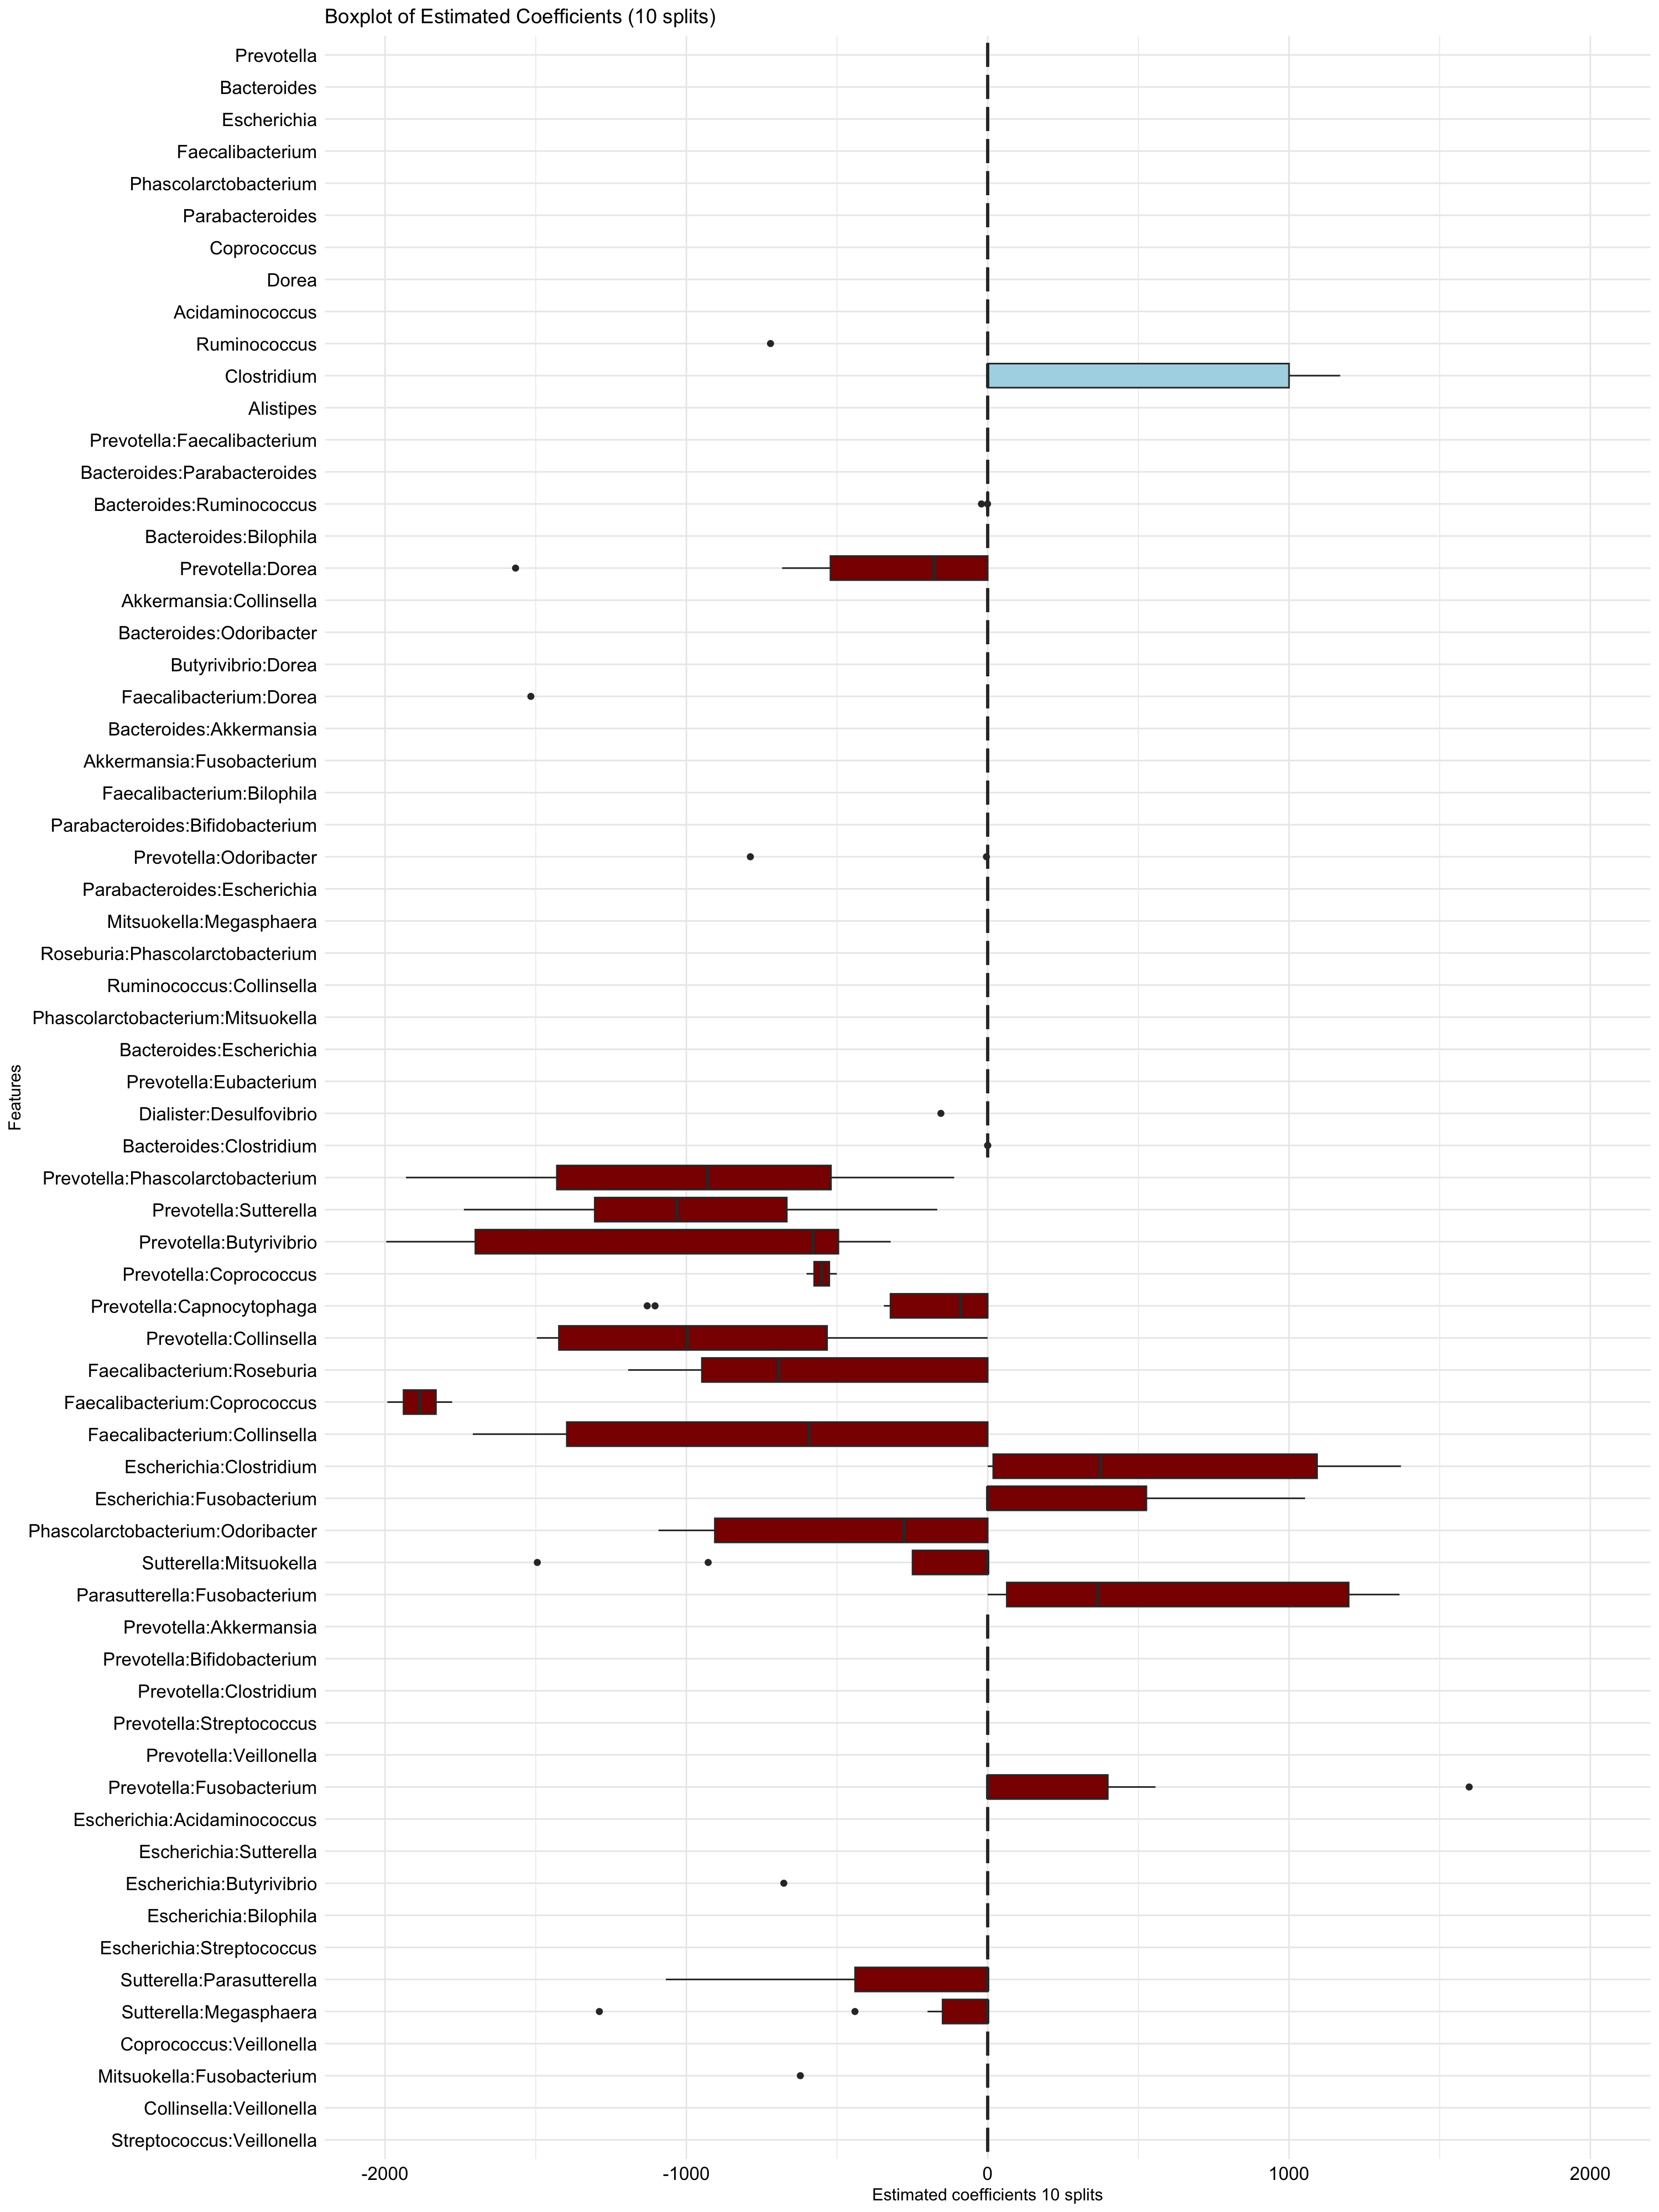 Boxplot of Estimated Coefficients (10 splits)
Prevotella
Bacteroides
Escherichia
Faecalibacterium
Phascolarctobacterium
Parabacteroides
Coprococcus
Dorea
Acidaminococcus
Ruminococcus
Clostridium
Alistipes
Prevotella:Faecalibacterium
Bacteroides:Parabacteroides
Bacteroides:Ruminococcus
Bacteroides:Bilophila
Prevotella:Dorea
Akkermansia:Collinsella
Bacteroides:Odoribacter
Butyrivibrio:Dorea
Faecalibacterium:Dorea
Bacteroides:Akkermansia
Akkermansia:Fusobacterium
Faecalibacterium:Bilophila
Parabacteroides:Bifidobacterium
Prevotella:Odoribacter
Parabacteroides:Escherichia
Mitsuokella:Megasphaera
Roseburia:Phascolarctobacterium
Ruminococcus:Collinsella
Phascolarctobacterium:Mitsuokella
Bacteroides:Escherichia
Prevotella:Eubacterium
Dialister:Desulfovibrio
Bacteroides:Clostridium
Prevotella:Phascolarctobacterium
Prevotella:Sutterella
Prevotella:Butyrivibrio
Prevotella:Coprococcus
Prevotella:Capnocytophaga
Prevotella:Collinsella
Faecalibacterium:Roseburia
Faecalibacterium:Coprococcus
Faecalibacterium:Collinsella
Escherichia:Clostridium
Escherichia:Fusobacterium
Phascolarctobacterium:Odoribacter
Sutterella:Mitsuokella
Parasutterella:Fusobacterium
Prevotella:Akkermansia
Prevotella:Bifidobacterium
Prevotella:Clostridium
Prevotella:Streptococcus
Prevotella:Veillonella
Prevotella:Fusobacterium
Escherichia:Acidaminococcus
Escherichia:Sutterella
Escherichia:Butyrivibrio
Escherichia:Bilophila
Escherichia:Streptococcus
Sutterella:Parasutterella
Sutterella:Megasphaera
Coprococcus:Veillonella
Mitsuokella:Fusobacterium
Collinsella:Veillonella
Streptococcus:Veillonella
Features
-2000 -1000 0 1000 2000
Estimated coefficients 10 splits